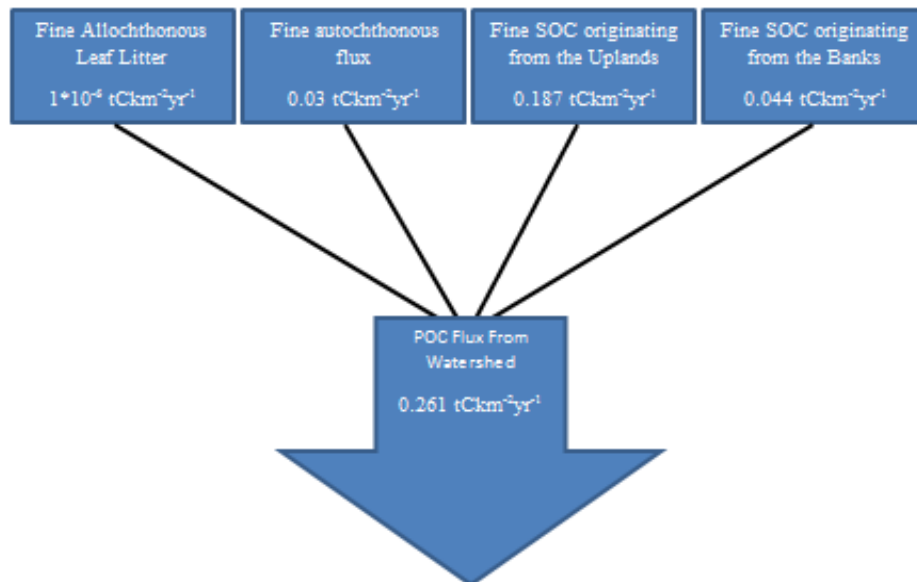 Fine Allochthonous
Leaf Litter
1*10⁻⁶ tCkm⁻²yr⁻¹
Fine autochthonous
flux
0.03 tCkm⁻²yr⁻¹
Fine SOC originating
from the Uplands
0.187 tCkm⁻²yr⁻¹
Fine SOC originating
from the Banks
0.044 tCkm⁻²yr⁻¹
POC Flux From
Watershed
0.261 tCkm⁻²yr⁻¹